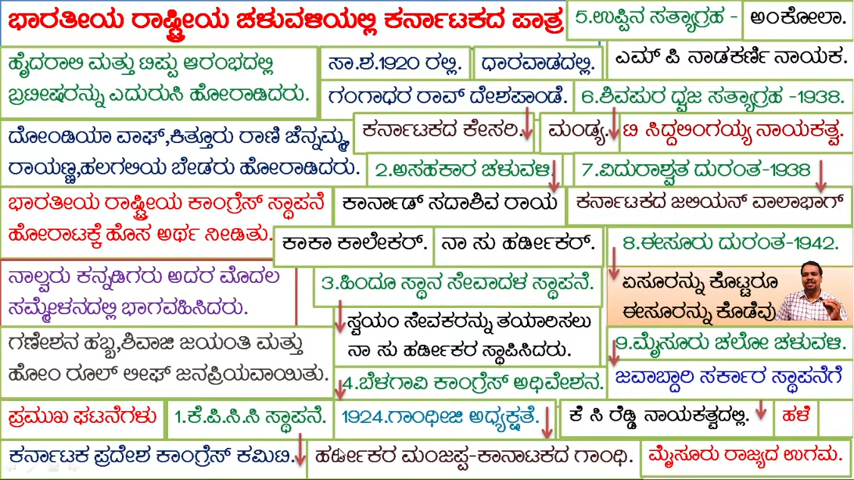 ಭಾರತೀಯ ರಾಷ್ಟ್ರೀಯ ಚಳುವಳಿಯಲ್ಲಿ ಕರ್ನಾಟಕದ ಪಾತ್ರ
ಹೈದರಾಲಿ ಮತ್ತು ಟಿಪ್ಪು ಆರಂಭದಲ್ಲಿ
ಬ್ರಟೀಷರನ್ನು ಎದುರುಸಿ ಹೋರಾಡಿದರು.
ದೋಂಡಿಯಾ ವಾಘ್,ಕಿತ್ತೂರು ರಾಣಿ ಚೆನ್ನಮ್ಮ,
ರಾಯಣ್ಣ,ಹಲಗಲಿಯ ಬೇಡರು ಹೋರಾಡಿದರು.
ಭಾರತೀಯ ರಾಷ್ಟ್ರೀಯ ಕಾಂಗ್ರೆಸ್ ಸ್ಥಾಪನೆ
ಹೋರಾಟಕ್ಕೆ ಹೊಸ ಅರ್ಥ ನೀಡಿತು.
ನಾಲ್ವರು ಕನ್ನಡಿಗರು ಅದರ ಮೊದಲ
ಸಮ್ಮೇಳನದಲ್ಲಿ ಭಾಗವಹಿಸಿದರು.
ಗಣೇಶನ ಹಬ್ಬ,ಶಿವಾಜಿ ಜಯಂತಿ ಮತ್ತು
ಹೋಂ ರೂಲ್ ಲೀಘ್ ಜನಪ್ರಿಯವಾಯಿತು.
ಪ್ರಮುಖ ಘಟನೆಗಳು
1.ಕೆ.ಪಿ.ಸಿ.ಸಿ ಸ್ಥಾಪನೆ.
ಕರ್ನಾಟಕ ಪ್ರದೇಶ ಕಾಂಗ್ರೆಸ್ ಕಮಿಟಿ.
ಸಾ.ಶ.1920 ರಲ್ಲಿ.
ಧಾರವಾಡದಲ್ಲಿ.
ಗಂಗಾಧರ ರಾವ್ ದೇಶಪಾಂಡೆ.
ಕರ್ನಾಟಕದ ಕೇಸರಿ.
2.ಅಸಹಕಾರ ಚಳುವಳಿ.
ಕಾರ್ನಾಡ್ ಸದಾಶಿವ ರಾಯ
ಕಾಕಾ ಕಾಲೇಕರ್.
ನಾ ಸು ಹರ್ಡೀಕರ್.
3.ಹಿಂದೂ ಸ್ಥಾನ ಸೇವಾದಳ ಸ್ಥಾಪನೆ.
ಸ್ವಯಂ ಸೇವಕರನ್ನು ತಯಾರಿಸಲು
ನಾ ಸು ಹರ್ಡೀಕರ ಸ್ಥಾಪಿಸಿದರು.
4.ಬೆಳಗಾವಿ ಕಾಂಗ್ರೆಸ್ ಅಧಿವೇಶನ.
1924.ಗಾಂಧೀಜಿ ಅಧ್ಯಕ್ಷತೆ.
ಹರ್ಡೀಕರ ಮಂಜಪ್ಪ-ಕಾನಾಟಕದ ಗಾಂಧಿ.
5.ಉಪ್ಪಿನ ಸತ್ಯಾಗ್ರಹ -
ಅಂಕೋಲಾ.
ಎಮ್ ಪಿ ನಾಡಕರ್ಣಿ ನಾಯಕ.
6.ಶಿವಪುರ ಧ್ವಜ ಸತ್ಯಾಗ್ರಹ -1938.
ಮಂಡ್ಯ.
ಟಿ ಸಿದ್ದಲಿಂಗಯ್ಯ ನಾಯಕತ್ವ.
7.ವಿದುರಾಶ್ವತ ದುರಂತ-1938
ಕರ್ನಾಟಕದ ಜಲಿಯನ್ ವಾಲಾಭಾಗ್
8.ಈಸೂರು ದುರಂತ-1942.
ಏಸೂರನ್ನು ಕೊಟ್ಟರೂ
ಈಸೂರನ್ನು ಕೊಡೆವು
9.ಮೈಸೂರು ಚಲೋ ಚಳುವಳಿ.
ಜವಾಬ್ದಾರಿ ಸರ್ಕಾರ ಸ್ಥಾಪನೆಗೆ
ಕೆ ಸಿ ರೆಡ್ಡಿ ನಾಯಕತ್ವದಲ್ಲಿ.
ಹಳೆ
ಮೈಸೂರು ರಾಜ್ಯದ ಉಗಮ.